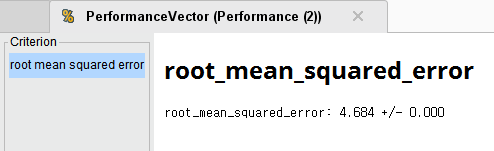 PerformanceVector (Performance (2))
Criterion
root mean squared error
root_mean_squared_error
root_mean_squared_error: 4.684 +/- 0.000